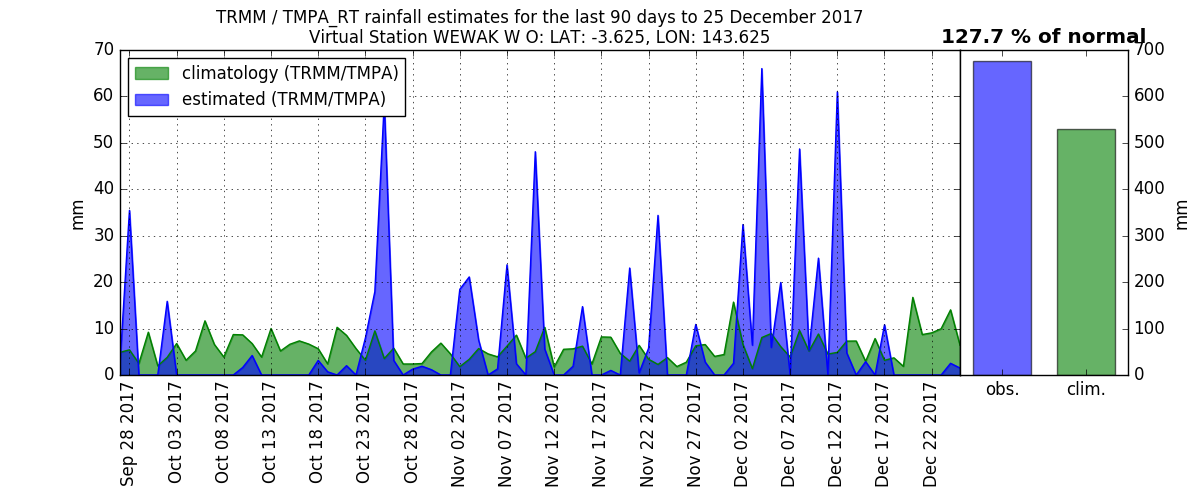 TRMM / TMPA_RT rainfall estimates for the last 90 days to 25 December 2017
Virtual Station WEWAK W O: LAT: -3.625, LON: 143.625
127.7 % of normal
climatology (TRMM/TMPA)
estimated (TRMM/TMPA)
mm
70
60
50
40
30
20
10
0
Sep 28 2017
Oct 03 2017
Oct 08 2017
Oct 13 2017
Oct 18 2017
Oct 23 2017
Oct 28 2017
Nov 02 2017
Nov 07 2017
Nov 12 2017
Nov 17 2017
Nov 22 2017
Nov 27 2017
Dec 02 2017
Dec 07 2017
Dec 12 2017
Dec 17 2017
Dec 22 2017
obs.
clim.
700
600
500
400
300
200
100
0
mm